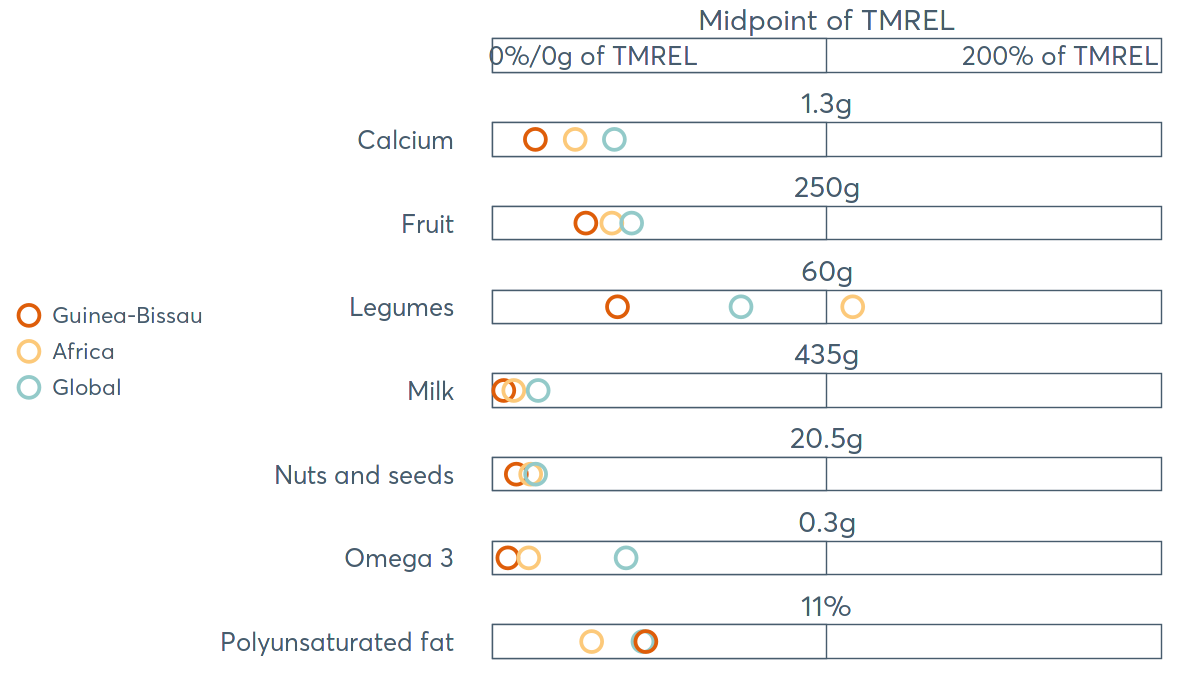 Midpoint of TMREL
0%/0g of TMREL 200% of TMREL
1.3g
Calcium
250g
Fruit
60g
Legumes
435g
Milk
20.5g
Nuts and seeds
0.3g
Omega 3
11%
Polyunsaturated fat
Guinea-Bissau
Africa
Global